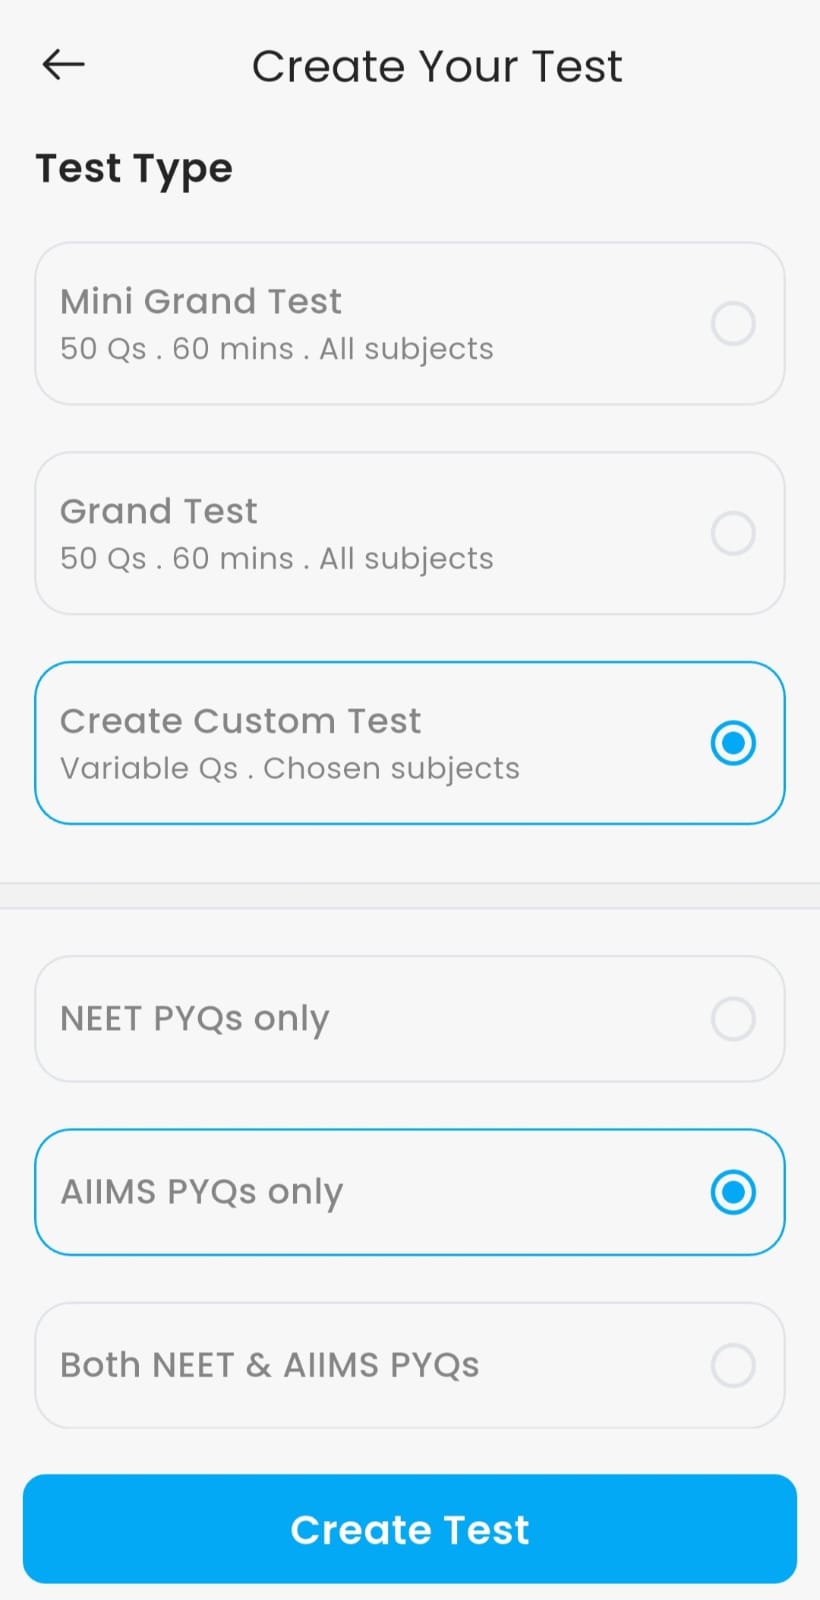 Create Your Test
Test Type
Mini Grand Test
50 Qs . 60 mins . All subjects
Grand Test
50 Qs . 60 mins . All subjects
Create Custom Test
Variable Qs . Chosen subjects
NEET PYQs only
AIIMS PYQs only
Both NEET & AIIMS PYQs
Create Test